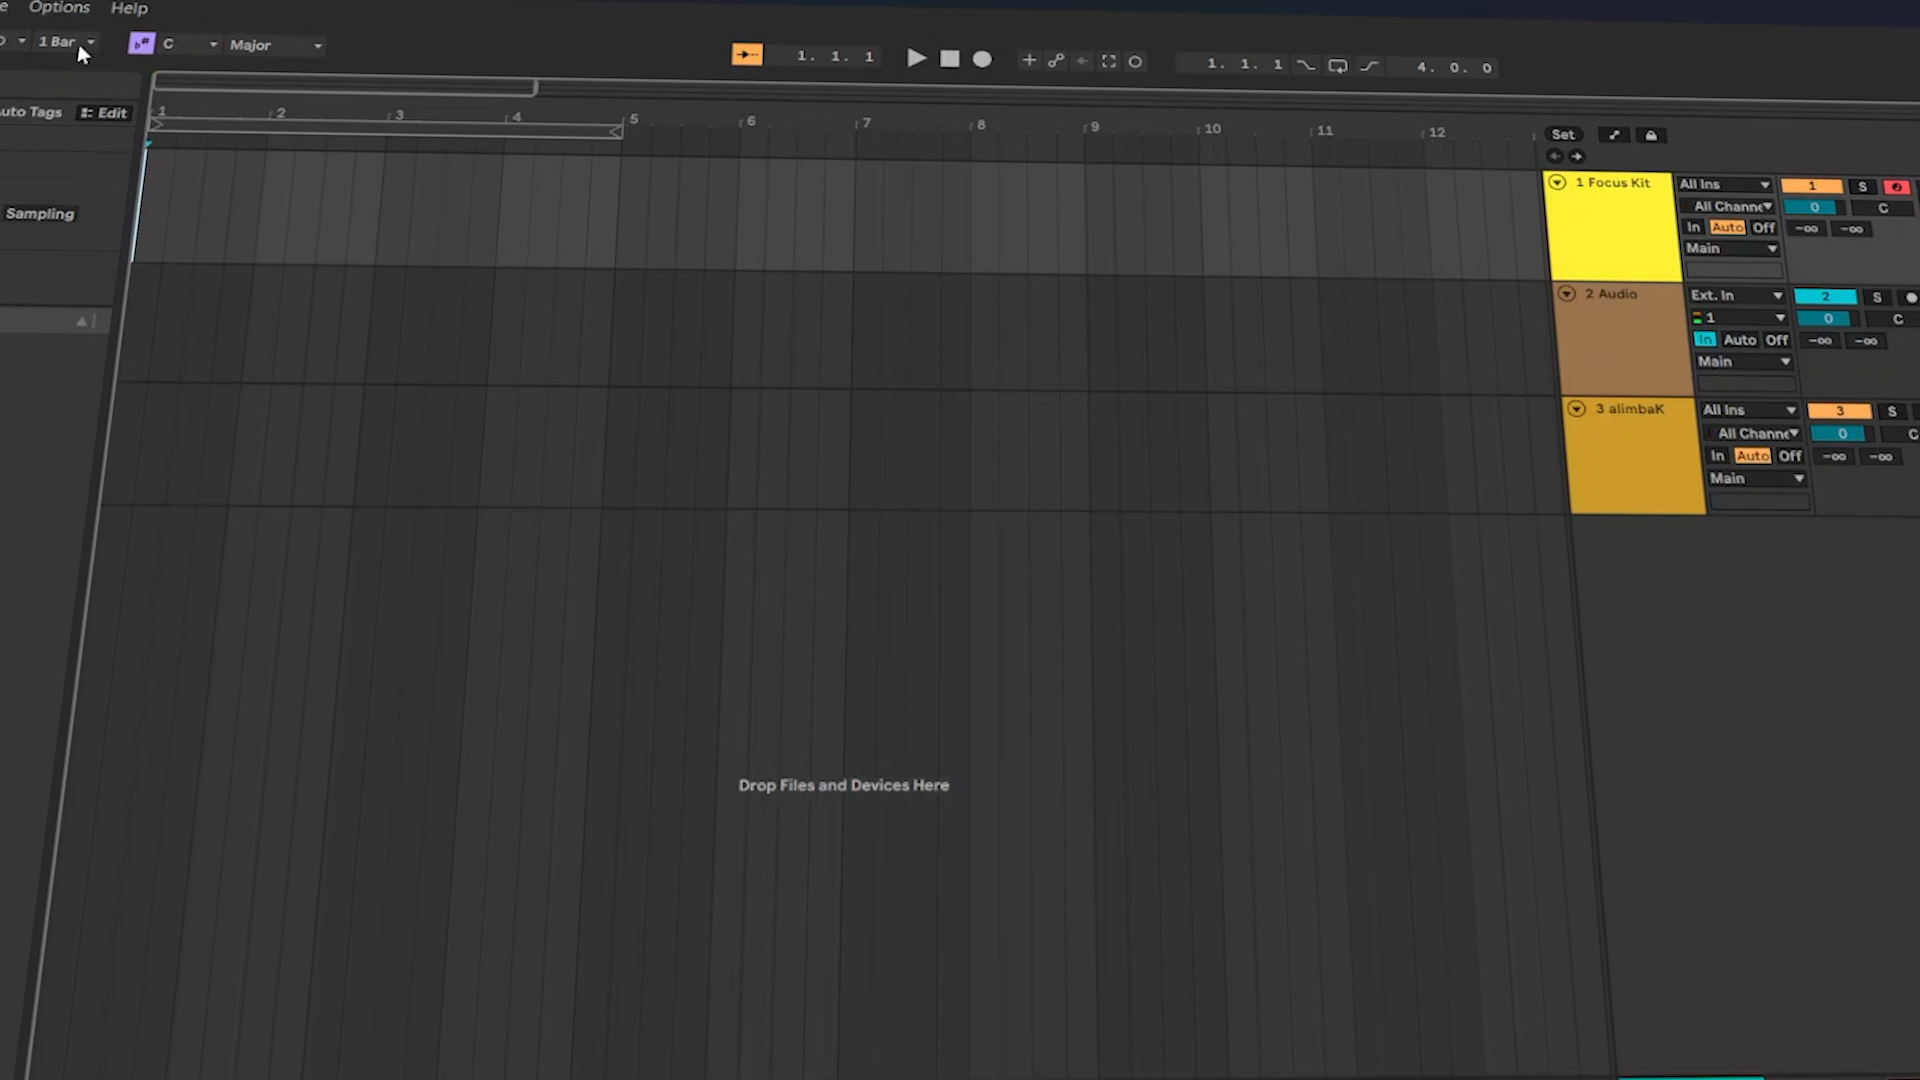 Options Help
1 Bar C Major 1. 1. 1 1. 1. 1 4. 0. 0
Auto Tags Edit
1 2 3 4 5 6 7 8 9 10 11 12
Set
1 Focus Kit All Ins 1 S
All Channe 0 C
In Auto Off -∞ -∞
Main
Sampling
2 Audio Ext. In 2 S
1 0 C
In Auto Off -∞ -∞
Main
3 alimbaK All Ins 3 S
All Channe 0 C
In Auto Off -∞ -∞
Main
Drop Files and Devices Here